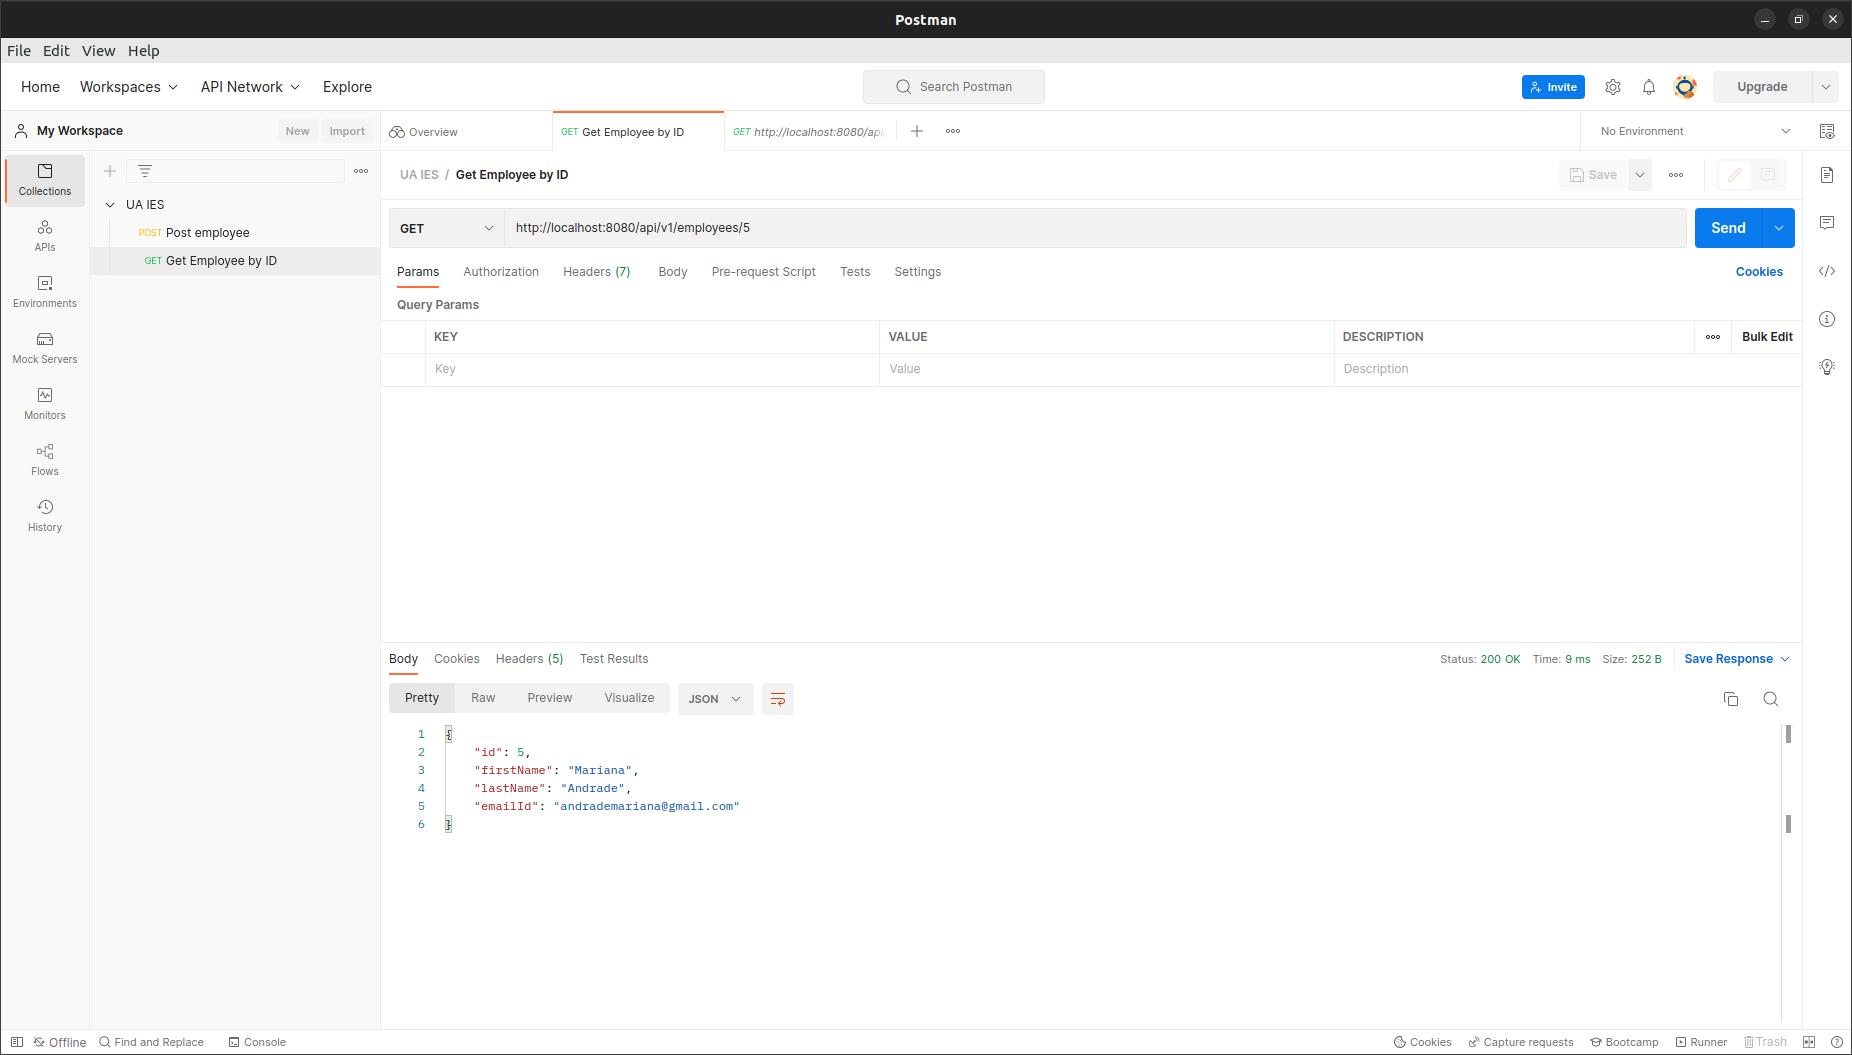 Postman
File Edit View Help
Home Workspaces API Network Explore Search Postman Invite Upgrade
My Workspace New Import Overview GET Get Employee by ID GET http://localhost:8080/api/ No Environment
Collections
UA IES / Get Employee by ID Save
UA IES
POST Post employee
GET Get Employee by ID
GET http://localhost:8080/api/v1/employees/5 Send
APIs
Environments
Mock Servers
Monitors
Flows
History
Params Authorization Headers (7) Body Pre-request Script Tests Settings Cookies
Query Params
KEY VALUE DESCRIPTION Bulk Edit
Key Value Description
Body Cookies Headers (5) Test Results Status: 200 OK Time: 9 ms Size: 252 B Save Response
Pretty Raw Preview Visualize JSON
1 {
2 "id": 5,
3 "firstName": "Mariana",
4 "lastName": "Andrade",
5 "emailId": "andrademariana@gmail.com"
6 }
Offline Find and Replace Console Cookies Capture requests Bootcamp Runner Trash